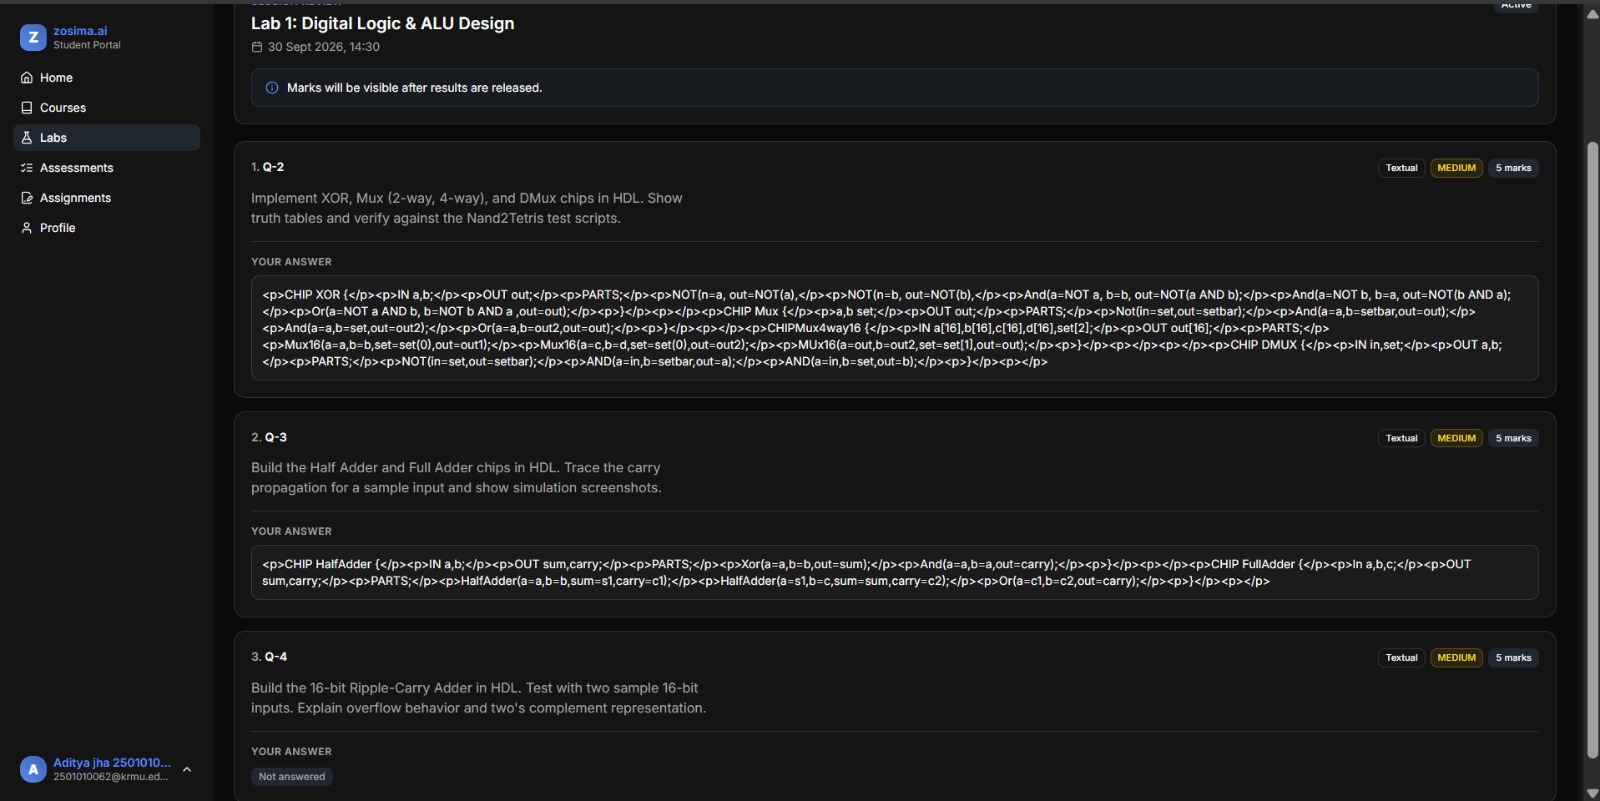 Z
zosima.ai
Student Portal
Home
Courses
Labs
Assessments
Assignments
Profile
A
Aditya jha 2501010...
2501010062@krmu.ed...
Active
Lab 1: Digital Logic & ALU Design
30 Sept 2026, 14:30
Marks will be visible after results are released.
1. Q-2
Textual MEDIUM 5 marks
Implement XOR, Mux (2-way, 4-way), and DMux chips in HDL. Show
truth tables and verify against the Nand2Tetris test scripts.
YOUR ANSWER
<p>CHIP XOR {</p><p>IN a,b;</p><p>OUT out;</p><p>PARTS;</p><p>NOT(n=a, out=NOT(a),</p><p>NOT(n=b, out=NOT(b),</p><p>And(a=NOT a, b=b, out=NOT(a AND b);</p><p>And(a=NOT b, b=a, out=NOT(b AND a);
</p><p>Or(a=NOT a AND b, b=NOT b AND a ,out=out);</p><p>}</p><p></p><p>CHIP Mux {</p><p>a,b set;</p><p>OUT out;</p><p>PARTS;</p><p>Not(in=set,out=setbar);</p><p>And(a=a,b=setbar,out=out);</p>
<p>And(a=a,b=set,out=out2);</p><p>Or(a=a,b=out2,out=out);</p><p>}</p><p></p><p>CHIPMux4way16 {</p><p>IN a[16],b[16],c[16],d[16],set[2];</p><p>OUT out[16];</p><p>PARTS;</p>
<p>Mux16(a=a,b=b,set=set(0),out=out1);</p><p>Mux16(a=c,b=d,set=set(0),out=out2);</p><p>MUx16(a=out,b=out2,set=set[1],out=out);</p><p>}</p><p></p><p></p><p></p><p>CHIP DMUX {</p><p>IN in,set;</p><p>OUT a,b;
</p><p>PARTS;</p><p>NOT(in=set,out=setbar);</p><p>AND(a=in,b=setbar,out=a);</p><p>AND(a=in,b=set,out=b);</p><p>}</p><p></p>
2. Q-3
Textual MEDIUM 5 marks
Build the Half Adder and Full Adder chips in HDL. Trace the carry
propagation for a sample input and show simulation screenshots.
YOUR ANSWER
<p>CHIP HalfAdder {</p><p>IN a,b;</p><p>OUT sum,carry;</p><p>PARTS;</p><p>Xor(a=a,b=b,out=sum);</p><p>And(a=a,b=a,out=carry);</p><p>}</p><p></p><p>CHIP FullAdder {</p><p>In a,b,c;</p><p>OUT
sum,carry;</p><p>PARTS;</p><p>HalfAdder(a=a,b=b,sum=s1,carry=c1);</p><p>HalfAdder(a=s1,b=c,sum=sum,carry=c2);</p><p>Or(a=c1,b=c2,out=carry);</p><p>}</p><p></p>
3. Q-4
Textual MEDIUM 5 marks
Build the 16-bit Ripple-Carry Adder in HDL. Test with two sample 16-bit
inputs. Explain overflow behavior and two's complement representation.
YOUR ANSWER
Not answered